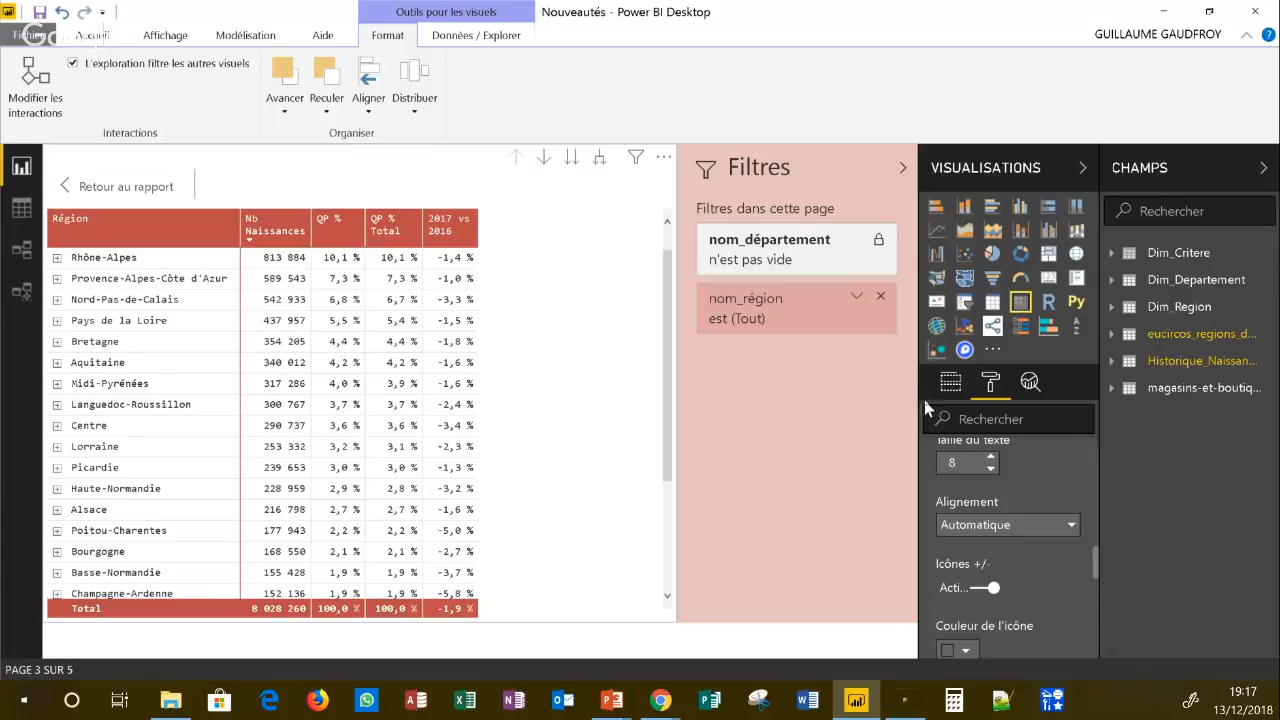 Outils pour les visuels
Nouveautés - Power BI Desktop
Fichier Accueil Affichage Modélisation Aide Format Données / Explorer
GUILLAUME GAUDFROY
L'exploration filtre les autres visuels
Modifier les interactions
Avancer Reculer Aligner Distribuer
Interactions
Organiser
Retour au rapport
Région Nb Naissances QP % QP % Total 2017 vs 2016
Rhône-Alpes 813 884 10,1 % 10,1 % -1,4 %
Provence-Alpes-Côte d'Azur 589 543 7,3 % 7,3 % -1,0 %
Nord-Pas-de-Calais 542 933 6,8 % 6,7 % -3,3 %
Pays de la Loire 437 957 5,5 % 5,4 % -1,5 %
Bretagne 354 205 4,4 % 4,4 % -1,8 %
Aquitaine 340 012 4,2 % 4,2 % -1,6 %
Midi-Pyrénées 317 286 4,0 % 3,9 % -1,6 %
Languedoc-Roussillon 300 767 3,7 % 3,7 % -2,4 %
Centre 290 737 3,6 % 3,6 % -3,4 %
Lorraine 253 332 3,2 % 3,1 % -2,3 %
Picardie 239 653 3,0 % 3,0 % -1,3 %
Haute-Normandie 228 959 2,9 % 2,8 % -3,2 %
Alsace 216 798 2,7 % 2,7 % -1,6 %
Poitou-Charentes 177 943 2,2 % 2,2 % -5,0 %
Bourgogne 168 550 2,1 % 2,1 % -2,7 %
Basse-Normandie 155 428 1,9 % 1,9 % -3,7 %
Champagne-Ardenne 152 136 1,9 % 1,9 % -5,8 %
Total 8 028 260 100,0 % 100,0 % -1,9 %
Filtres
Filtres dans cette page
nom_département
n'est pas vide
nom_région
est (Tout)
VISUALISATIONS
R Py
Rechercher
Taille du texte
8
Alignement
Automatique
Icônes +/-
Acti...
Couleur de l'icône
CHAMPS
Rechercher
Dim_Critere
Dim_Departement
Dim_Region
eucircos_regions_d...
Historique_Naissan...
magasins-et-boutiq...
PAGE 3 SUR 5
19:17
13/12/2018